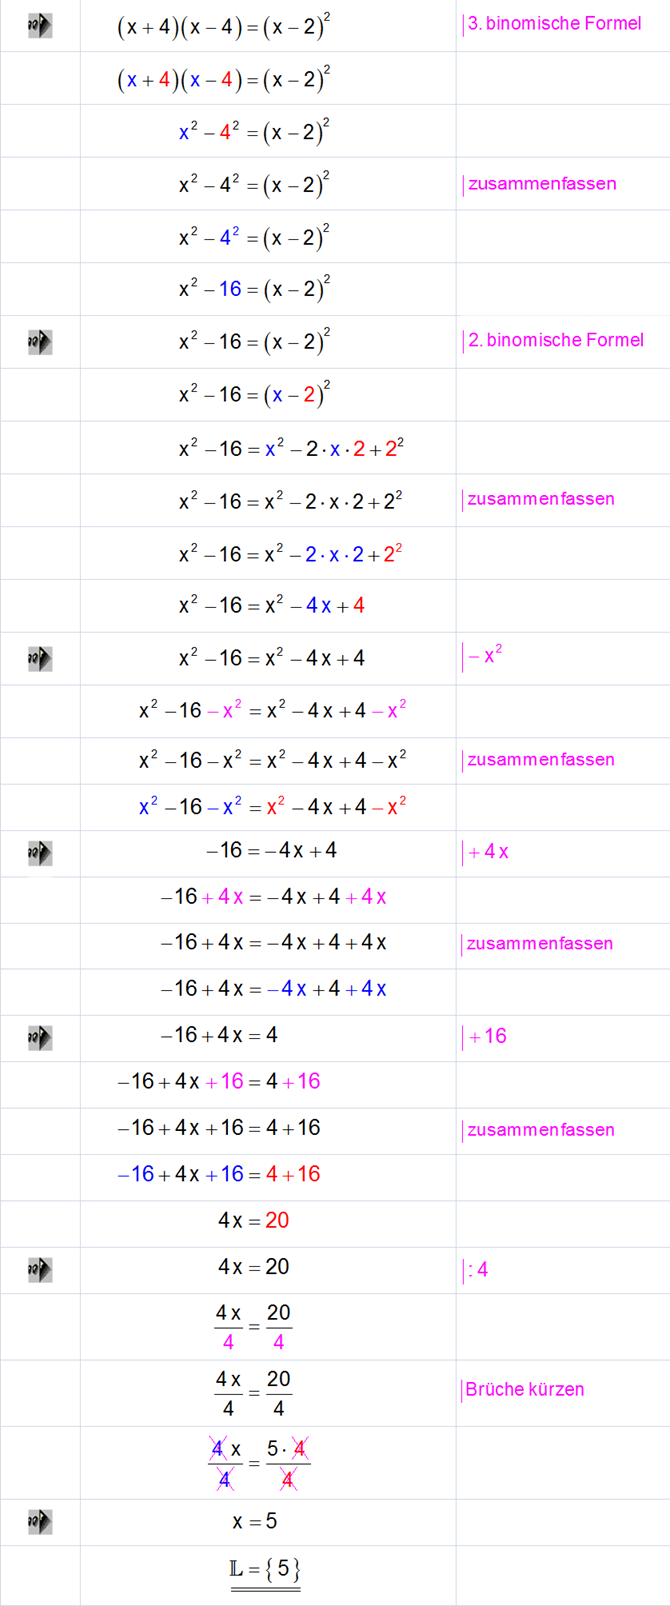 (x + 4)(x − 4) = (x − 2)² |3. binomische Formel
(x + 4)(x − 4) = (x − 2)²
x² − 4² = (x − 2)²
x² − 4² = (x − 2)² |zusammenfassen
x² − 4² = (x − 2)²
x² − 16 = (x − 2)²
x² − 16 = (x − 2)² |2. binomische Formel
x² − 16 = (x − 2)²
x² − 16 = x² − 2 · x · 2 + 2²
x² − 16 = x² − 2 · x · 2 + 2² |zusammenfassen
x² − 16 = x² − 2 · x · 2 + 2²
x² − 16 = x² − 4x + 4
x² − 16 = x² − 4x + 4 |− x²
x² − 16 − x² = x² − 4x + 4 − x²
x² − 16 − x² = x² − 4x + 4 − x² |zusammenfassen
x² − 16 − x² = x² − 4x + 4 − x²
−16 = −4x + 4 |+ 4x
−16 + 4x = −4x + 4 + 4x
−16 + 4x = −4x + 4 + 4x |zusammenfassen
−16 + 4x = −4x + 4 + 4x
−16 + 4x = 4 |+ 16
−16 + 4x + 16 = 4 + 16
−16 + 4x + 16 = 4 + 16 |zusammenfassen
−16 + 4x + 16 = 4 + 16
4x = 20
4x = 20 |: 4
4x/4 = 20/4
4x/4 = 20/4 |Brüche kürzen
4x/4 = 5 · 4/4
x = 5
𝕃 = {5}